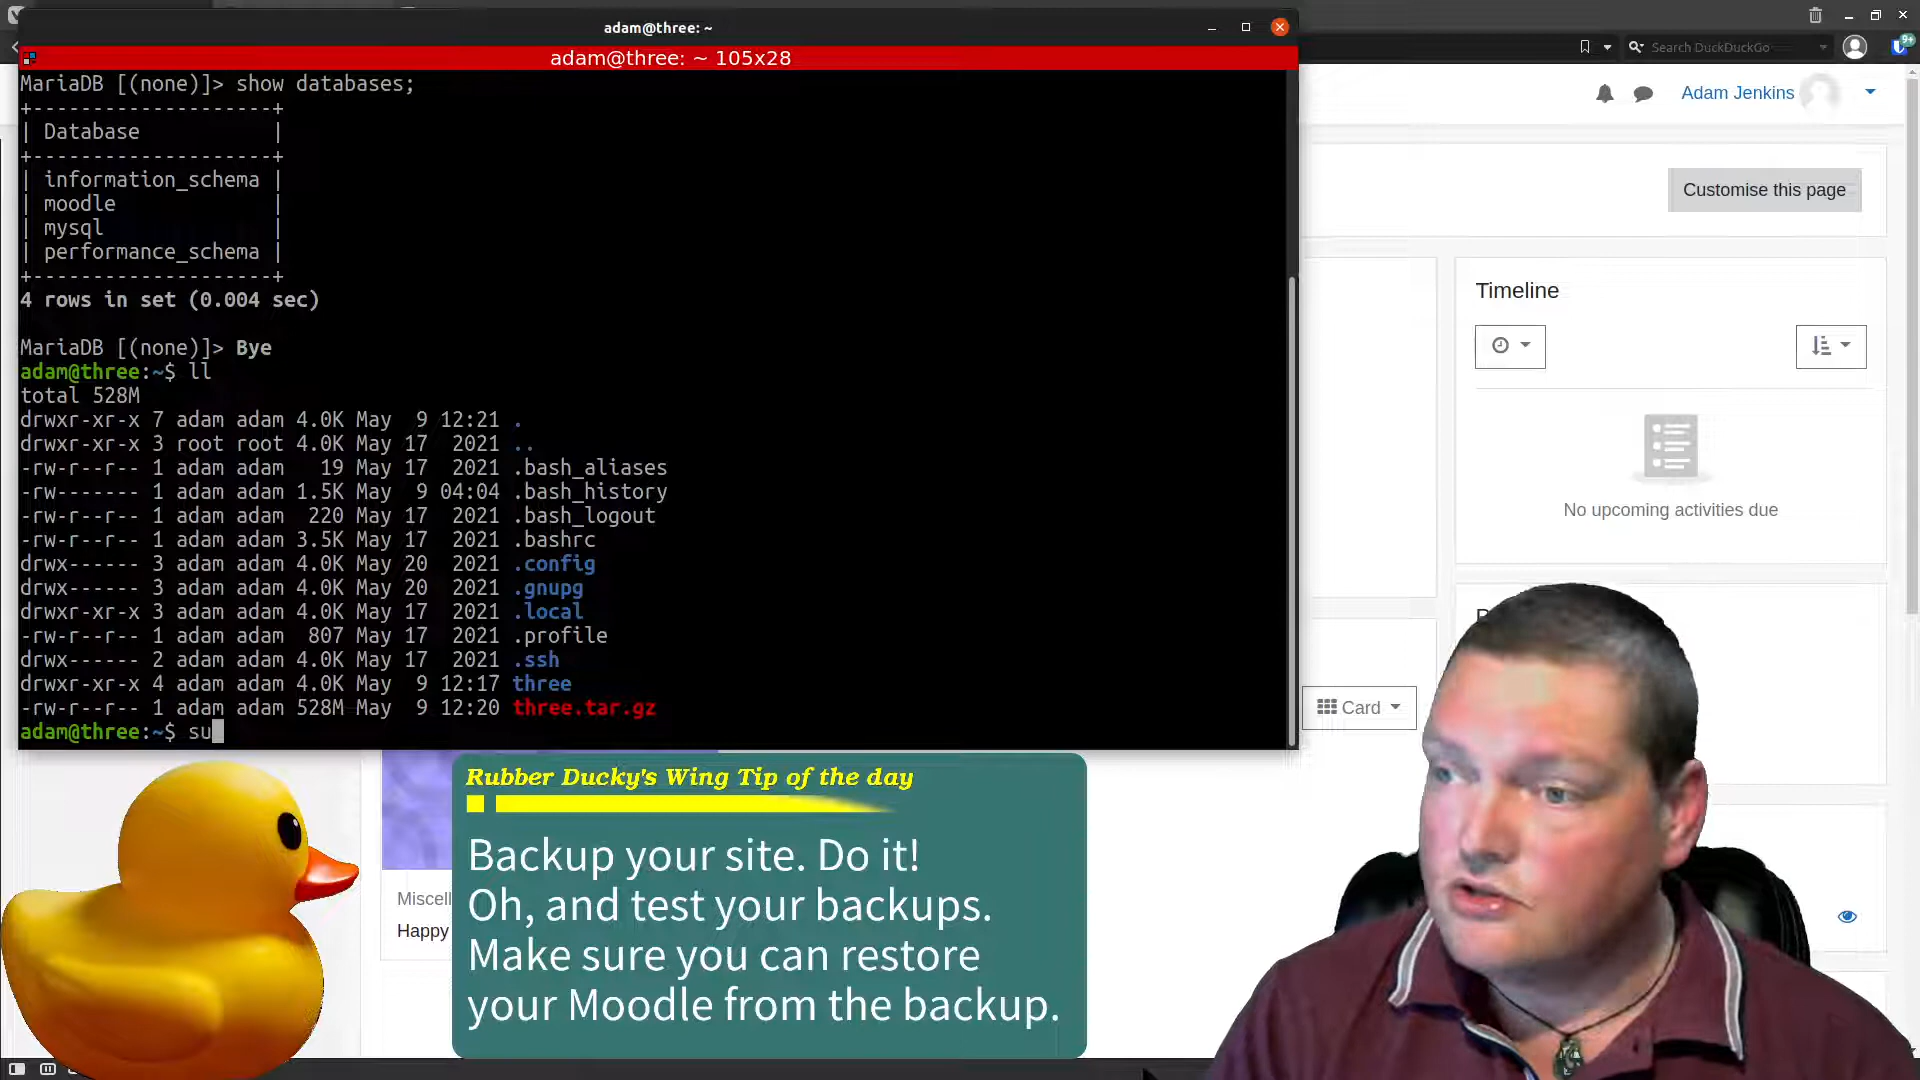 adam@three: ~
adam@three: ~ 105x28
Search DuckDuckGo
9+
MariaDB [(none)]> show databases;
+--------------------+
| Database           |
+--------------------+
| information_schema |
| moodle             |
| mysql              |
| performance_schema |
+--------------------+
4 rows in set (0.004 sec)
MariaDB [(none)]> Bye
adam@three:~$ ll
total 528M
drwxr-xr-x 7 adam adam 4.0K May  9 12:21 .
drwxr-xr-x 3 root root 4.0K May 17  2021 ..
-rw-r--r-- 1 adam adam   19 May 17  2021 .bash_aliases
-rw------- 1 adam adam 1.5K May  9 04:04 .bash_history
-rw-r--r-- 1 adam adam  220 May 17  2021 .bash_logout
-rw-r--r-- 1 adam adam 3.5K May 17  2021 .bashrc
drwx------ 3 adam adam 4.0K May 20  2021 .config
drwx------ 3 adam adam 4.0K May 20  2021 .gnupg
drwxr-xr-x 3 adam adam 4.0K May 17  2021 .local
-rw-r--r-- 1 adam adam  807 May 17  2021 .profile
drwx------ 2 adam adam 4.0K May 17  2021 .ssh
drwxr-xr-x 4 adam adam 4.0K May  9 12:17 three
-rw-r--r-- 1 adam adam 528M May  9 12:20 three.tar.gz
adam@three:~$ su
Adam Jenkins
Customise this page
Timeline
No upcoming activities due
Card
Miscell
Happy
Rubber Ducky's Wing Tip of the day
Backup your site. Do it!
Oh, and test your backups.
Make sure you can restore
your Moodle from the backup.